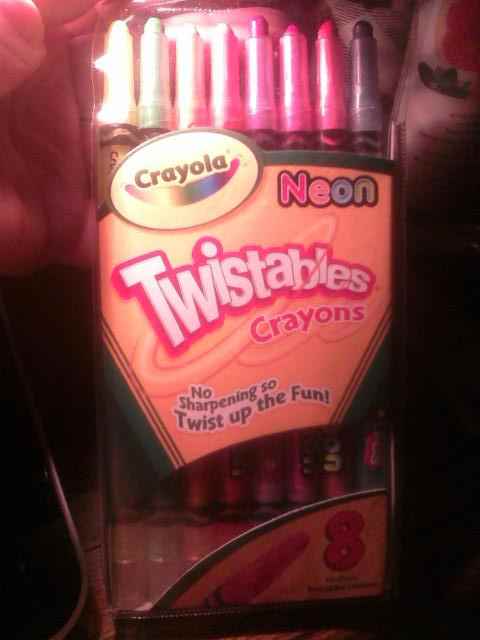 Crayola
Neon
Twistables
Crayons
No
Sharpening so
Twist up the Fun!
8